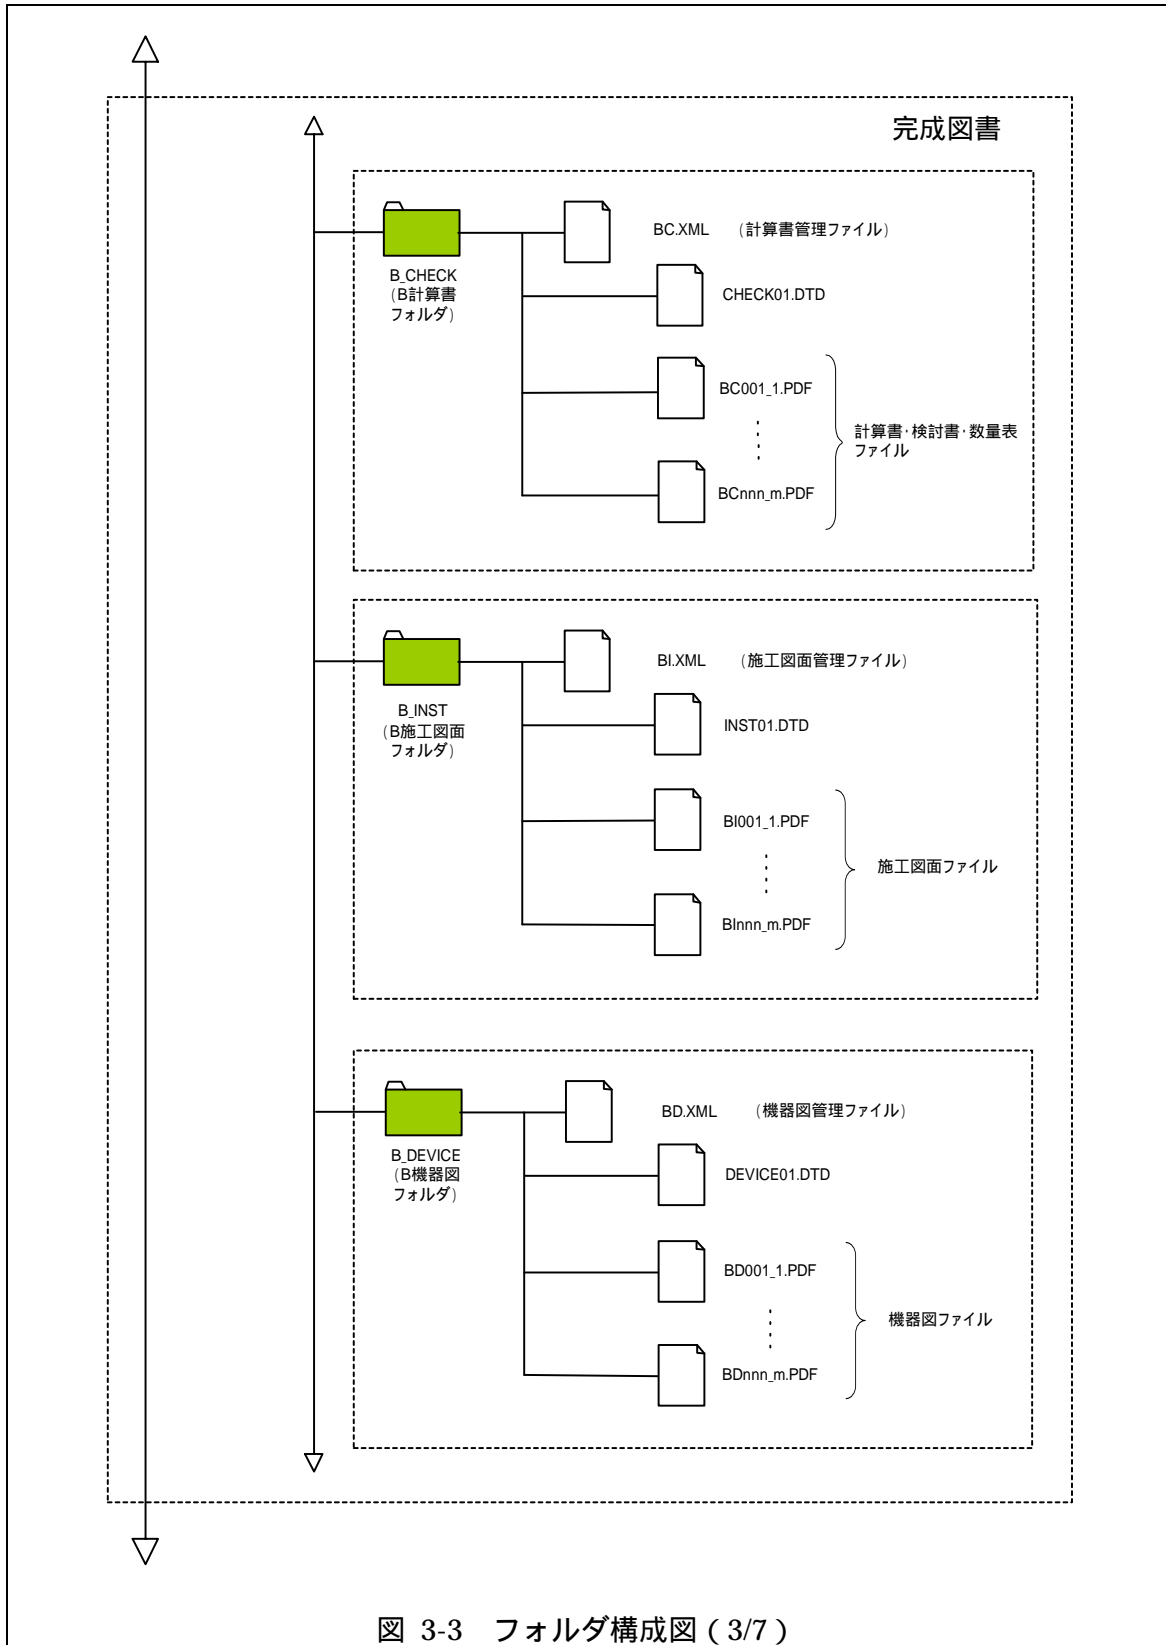 完成図書
BC.XML (計算書管理ファイル)
B_CHECK
(B計算書
フォルダ)
CHECK01.DTD
BC001_1.PDF
計算書・検討書・数量表
ファイル
BCnnn_m.PDF
BI.XML (施工図面管理ファイル)
B_INST
(B施工図面
フォルダ)
INST01.DTD
BI001_1.PDF
施工図面ファイル
BInnn_m.PDF
BD.XML (機器図管理ファイル)
B_DEVICE
(B機器図
フォルダ)
DEVICE01.DTD
BD001_1.PDF
機器図ファイル
BDnnn_m.PDF
図 3-3 フォルダ構成図(3/7)